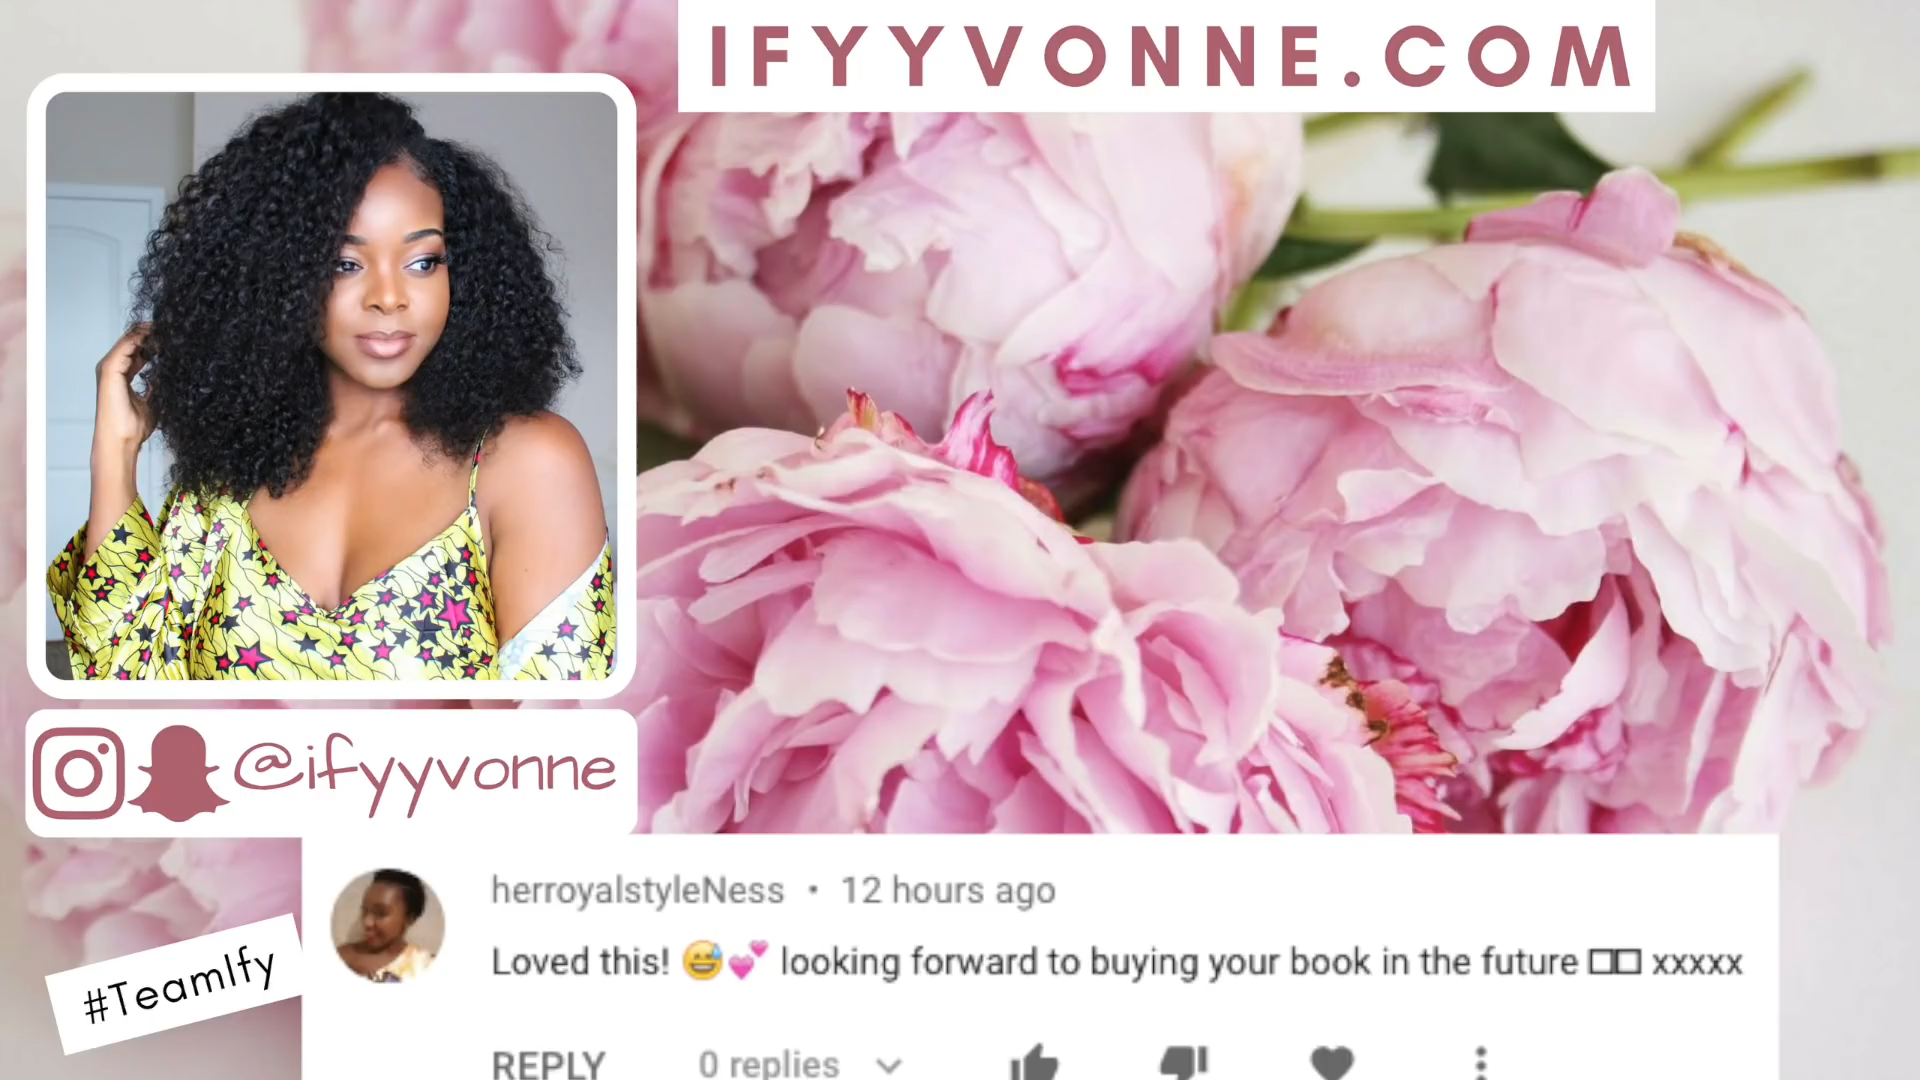 IFYYVONNE.COM
@ifyyvonne
#TeamIfy
herroyalstyleNess • 12 hours ago
Loved this! 😅💕 looking forward to buying your book in the future □□ xxxxx
REPLY 0 replies